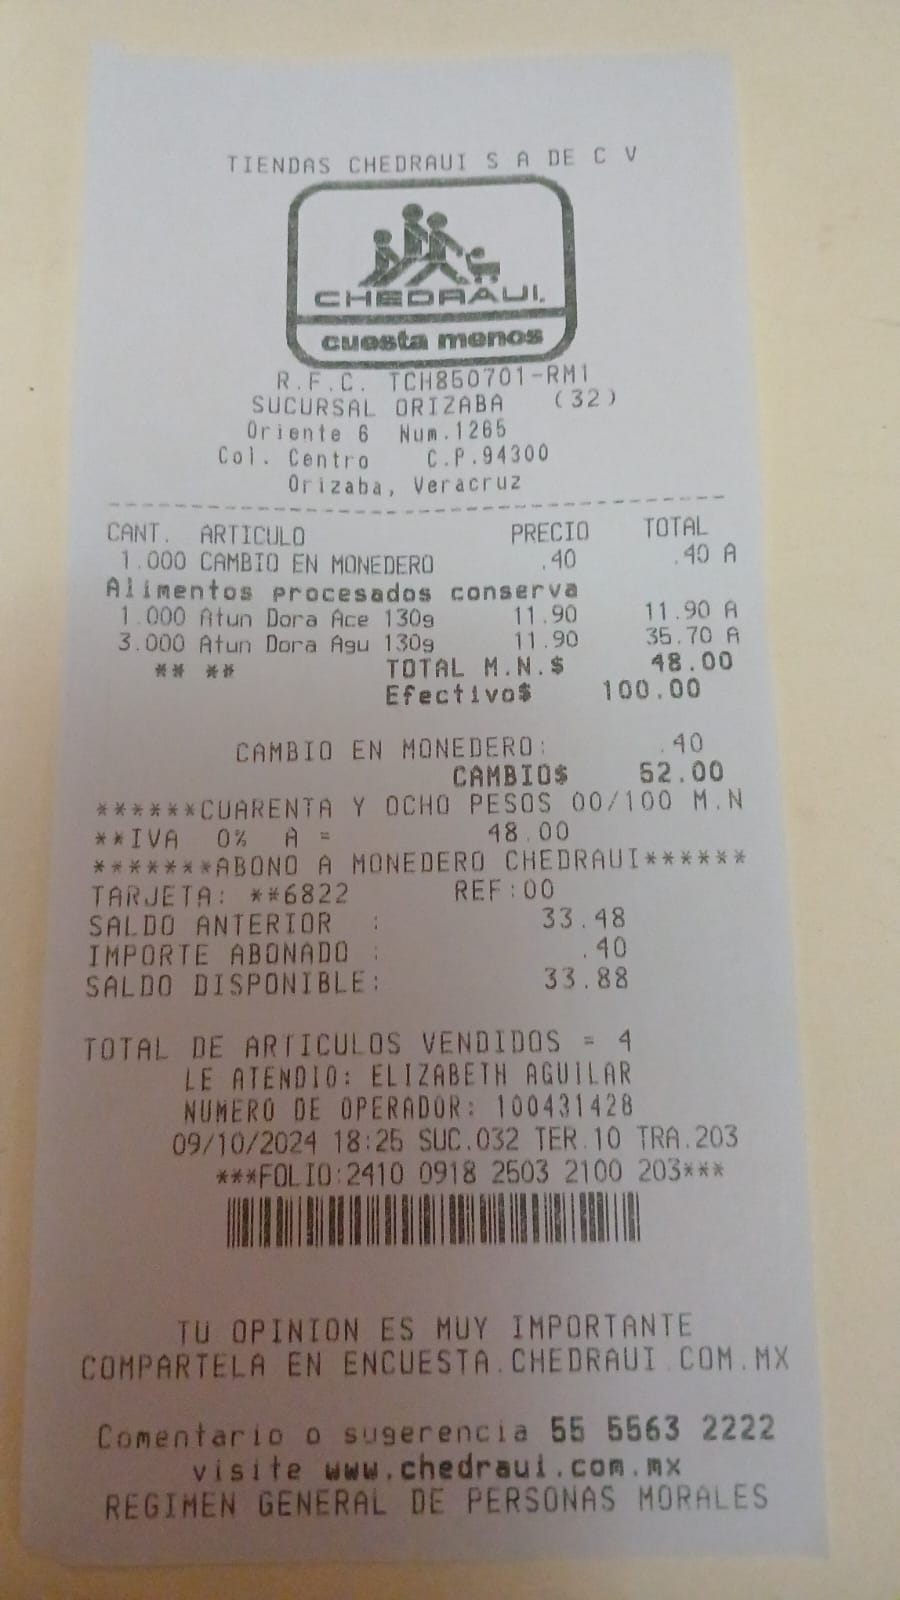 TIENDAS CHEDRAUI S A DE C V
CHEDRAUI.
cuesta menos
R.F.C. TCH850701-RM1
SUCURSAL ORIZABA (32)
Oriente 6 Num.1265
Col. Centro C.P.94300
Orizaba, Veracruz
CANT. ARTICULO PRECIO TOTAL
1.000 CAMBIO EN MONEDERO .40 .40 A
Alimentos procesados conserva
1.000 Atun Dora Ace 130g 11.90 11.90 A
3.000 Atun Dora Agu 130g 11.90 35.70 A
** ** TOTAL M.N.$ 48.00
Efectivo$ 100.00
CAMBIO EN MONEDERO: .40
CAMBIO$ 52.00
******CUARENTA Y OCHO PESOS 00/100 M.N
**IVA 0% A = 48.00
*******ABONO A MONEDERO CHEDRAUI******
TARJETA: **6822 REF:00
SALDO ANTERIOR : 33.48
IMPORTE ABONADO : .40
SALDO DISPONIBLE: 33.88
TOTAL DE ARTICULOS VENDIDOS = 4
LE ATENDIO: ELIZABETH AGUILAR
NUMERO DE OPERADOR: 100431428
09/10/2024 18:25 SUC.032 TER.10 TRA.203
***FOLIO:2410 0918 2503 2100 203***
TU OPINION ES MUY IMPORTANTE
COMPARTELA EN ENCUESTA.CHEDRAUI.COM.MX
Comentario o sugerencia 55 5563 2222
visite www.chedraui.com.mx
REGIMEN GENERAL DE PERSONAS MORALES